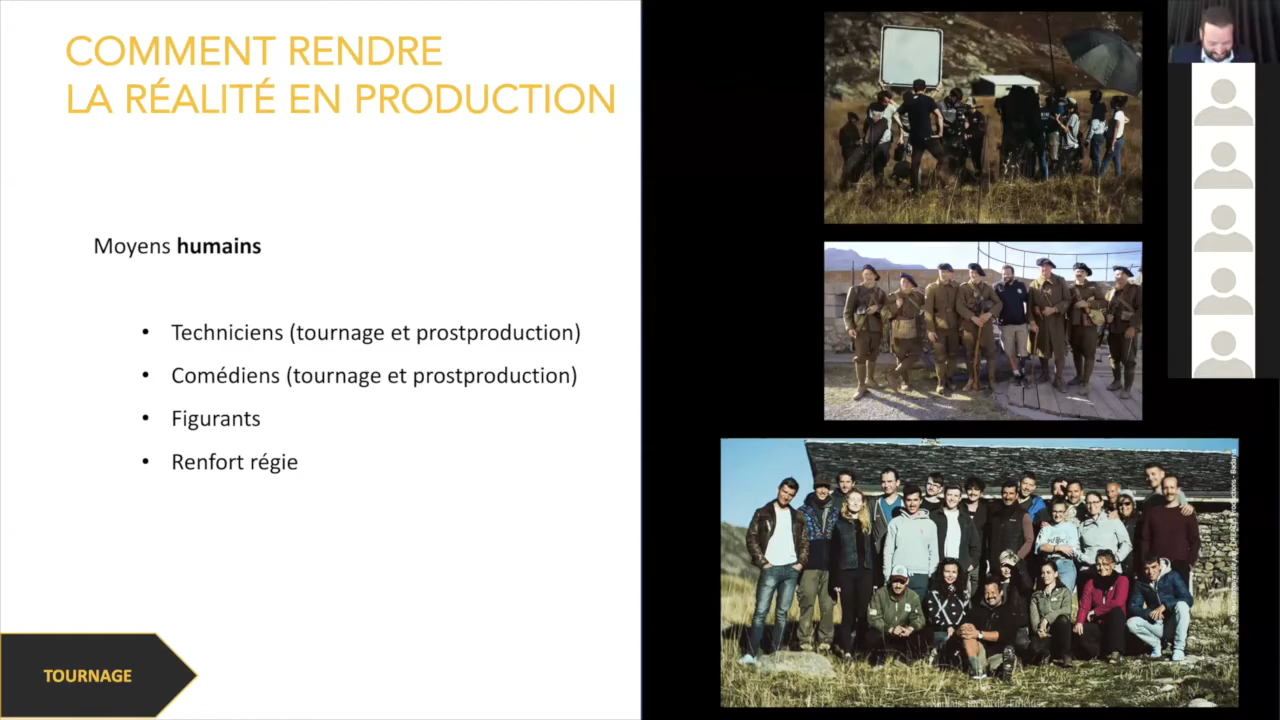 COMMENT RENDRE
LA RÉALITÉ EN PRODUCTION
Moyens humains
• Techniciens (tournage et prostproduction)
• Comédiens (tournage et prostproduction)
• Figurants
• Renfort régie
TOURNAGE